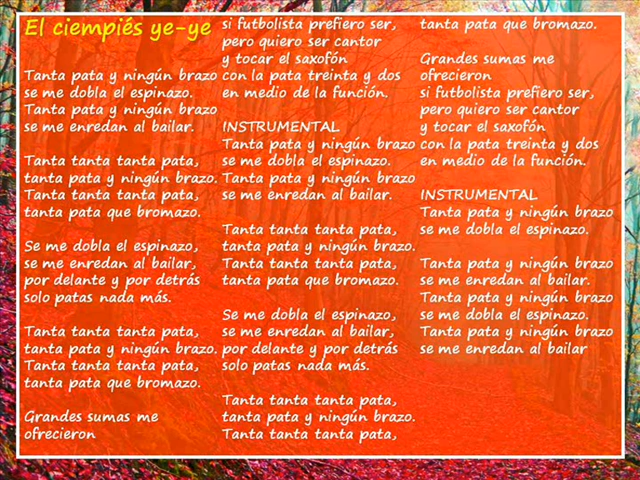 El ciempiés ye-ye
Tanta pata y ningún brazo
se me dobla el espinazo.
Tanta pata y ningún brazo
se me enredan al bailar.
Tanta tanta tanta pata,
tanta pata y ningún brazo.
Tanta tanta tanta pata,
tanta pata que bromazo.
Se me dobla el espinazo,
se me enredan al bailar,
por delante y por detrás
solo patas nada más.
Tanta tanta tanta pata,
tanta pata y ningún brazo.
Tanta tanta tanta pata,
tanta pata que bromazo.
Grandes sumas me
ofrecieron
si futbolista prefiero ser,
pero quiero ser cantor
y tocar el saxofón
con la pata treinta y dos
en medio de la función.
INSTRUMENTAL
Tanta pata y ningún brazo
se me dobla el espinazo.
Tanta pata y ningún brazo
se me enredan al bailar.
Tanta tanta tanta pata,
tanta pata y ningún brazo.
Tanta tanta tanta pata,
tanta pata que bromazo.
Se me dobla el espinazo,
se me enredan al bailar,
por delante y por detrás
solo patas nada más.
Tanta tanta tanta pata,
tanta pata y ningún brazo.
Tanta tanta tanta pata,
tanta pata que bromazo.
Grandes sumas me
ofrecieron
si futbolista prefiero ser,
pero quiero ser cantor
y tocar el saxofón
con la pata treinta y dos
en medio de la función.
INSTRUMENTAL
Tanta pata y ningún brazo
se me dobla el espinazo.
Tanta pata y ningún brazo
se me enredan al bailar.
Tanta pata y ningún brazo
se me dobla el espinazo.
Tanta pata y ningún brazo
se me enredan al bailar